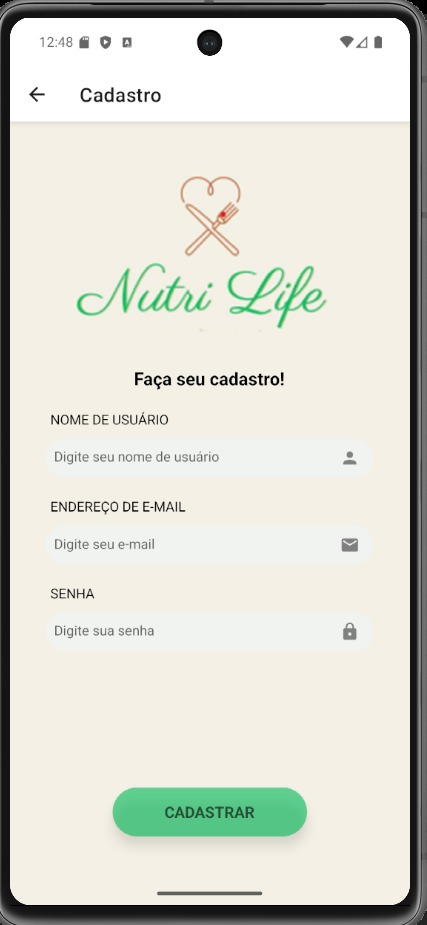 12:48
Cadastro
Nutri Life
Faça seu cadastro!
NOME DE USUÁRIO
Digite seu nome de usuário
ENDEREÇO DE E-MAIL
Digite seu e-mail
SENHA
Digite sua senha
CADASTRAR